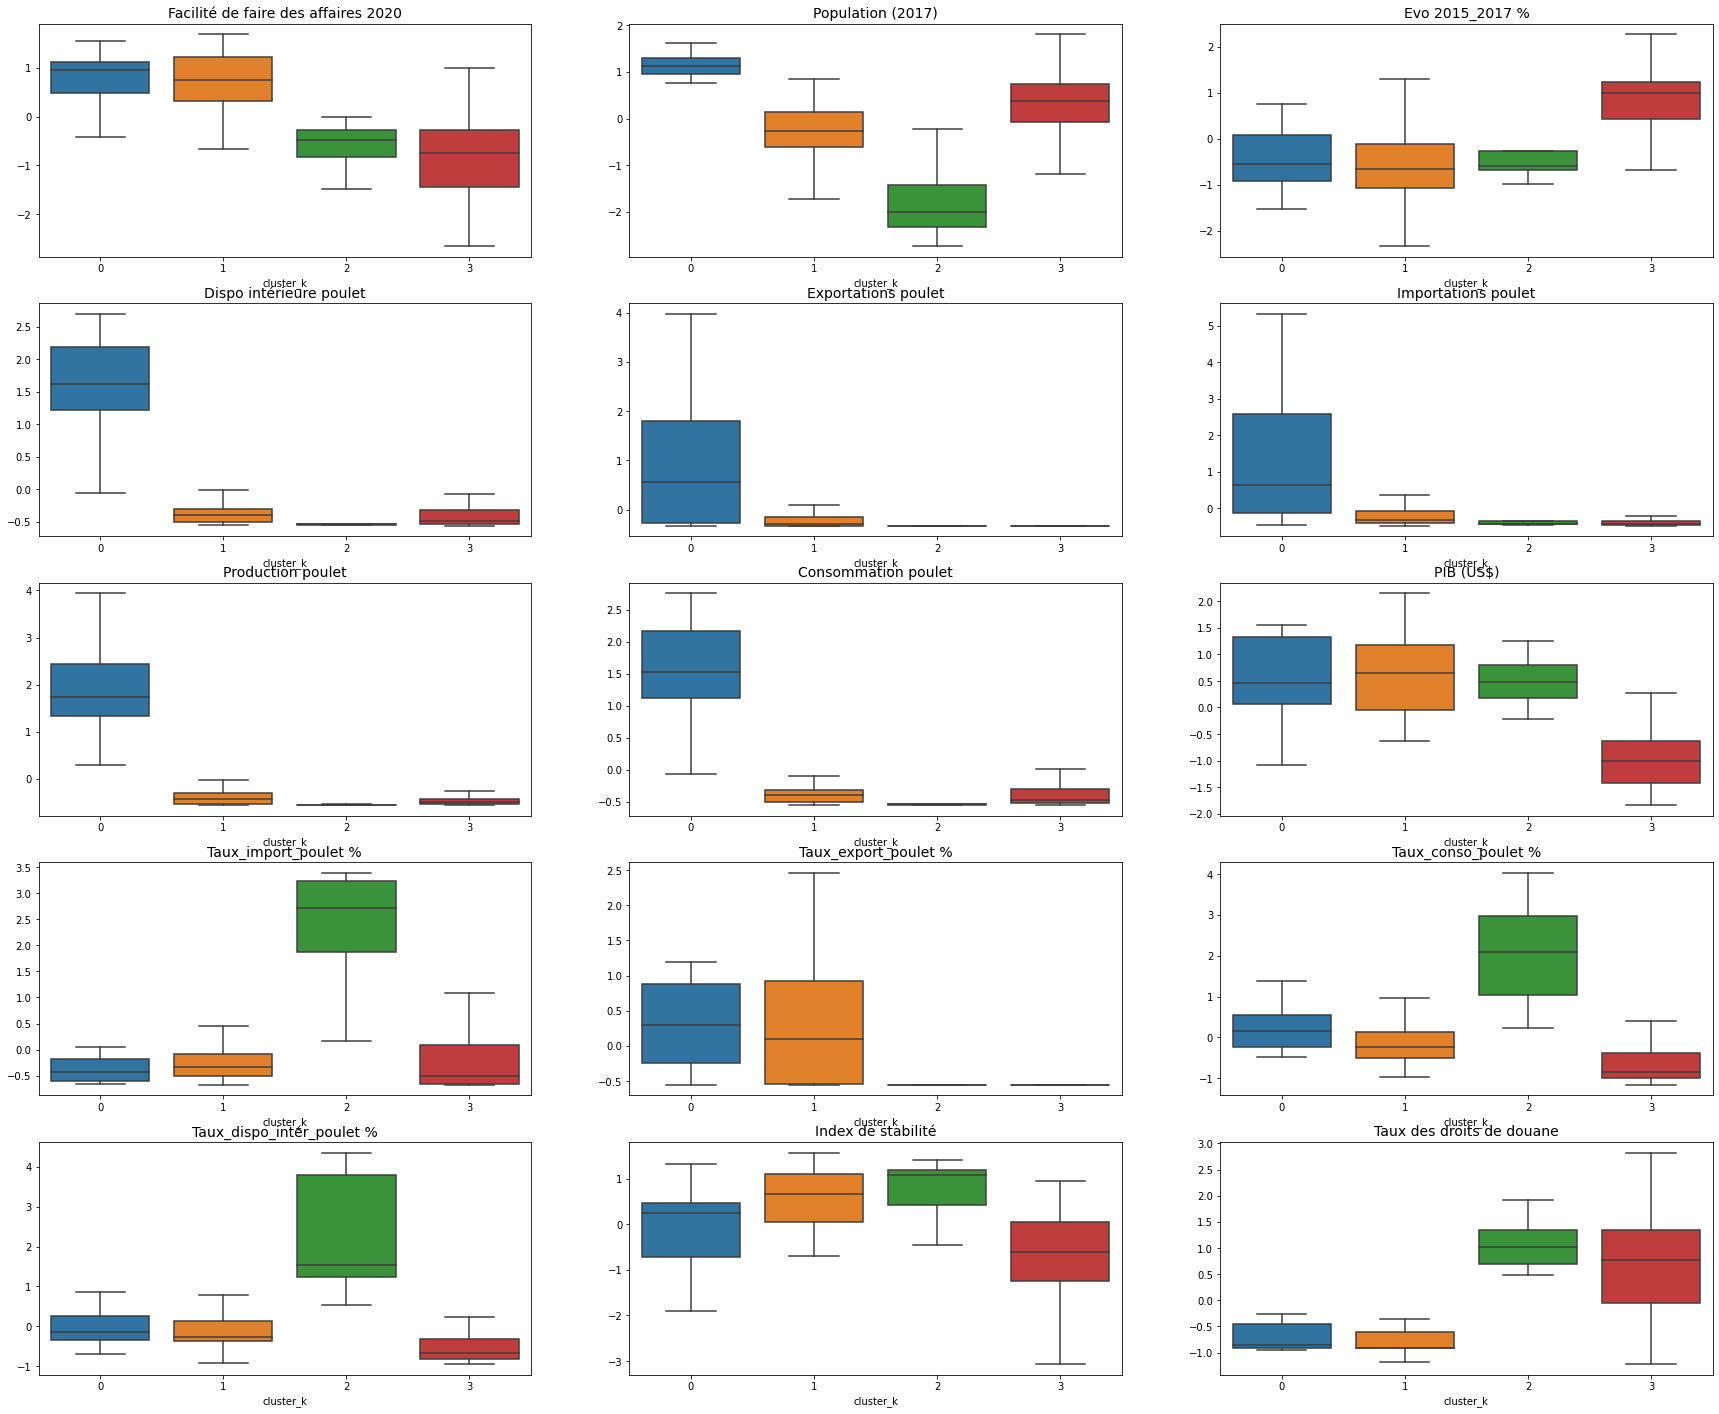 Facilité de faire des affaires 2020
1
0
−1
−2
0 1 2 3
cluster_k
Population (2017)
2
1
0
−1
−2
0 1 2 3
cluster_k
Evo 2015_2017 %
2
1
0
−1
−2
0 1 2 3
cluster_k
Dispo intérieure poulet
2.5
2.0
1.5
1.0
0.5
0.0
−0.5
0 1 2 3
cluster_k
Exportations poulet
4
3
2
1
0
0 1 2 3
cluster_k
Importations poulet
5
4
3
2
1
0
0 1 2 3
cluster_k
Production poulet
4
3
2
1
0
0 1 2 3
cluster_k
Consommation poulet
2.5
2.0
1.5
1.0
0.5
0.0
−0.5
0 1 2 3
cluster_k
PIB (US$)
2.0
1.5
1.0
0.5
0.0
−0.5
−1.0
−1.5
−2.0
0 1 2 3
cluster_k
Taux_import_poulet %
3.5
3.0
2.5
2.0
1.5
1.0
0.5
0.0
−0.5
0 1 2 3
cluster_k
Taux_export_poulet %
2.5
2.0
1.5
1.0
0.5
0.0
−0.5
0 1 2 3
cluster_k
Taux_conso_poulet %
4
3
2
1
0
−1
0 1 2 3
cluster_k
Taux_dispo_intér_poulet %
4
3
2
1
0
−1
0 1 2 3
cluster_k
Index de stabilité
1
0
−1
−2
−3
0 1 2 3
cluster_k
Taux des droits de douane
3.0
2.5
2.0
1.5
1.0
0.5
0.0
−0.5
−1.0
0 1 2 3
cluster_k